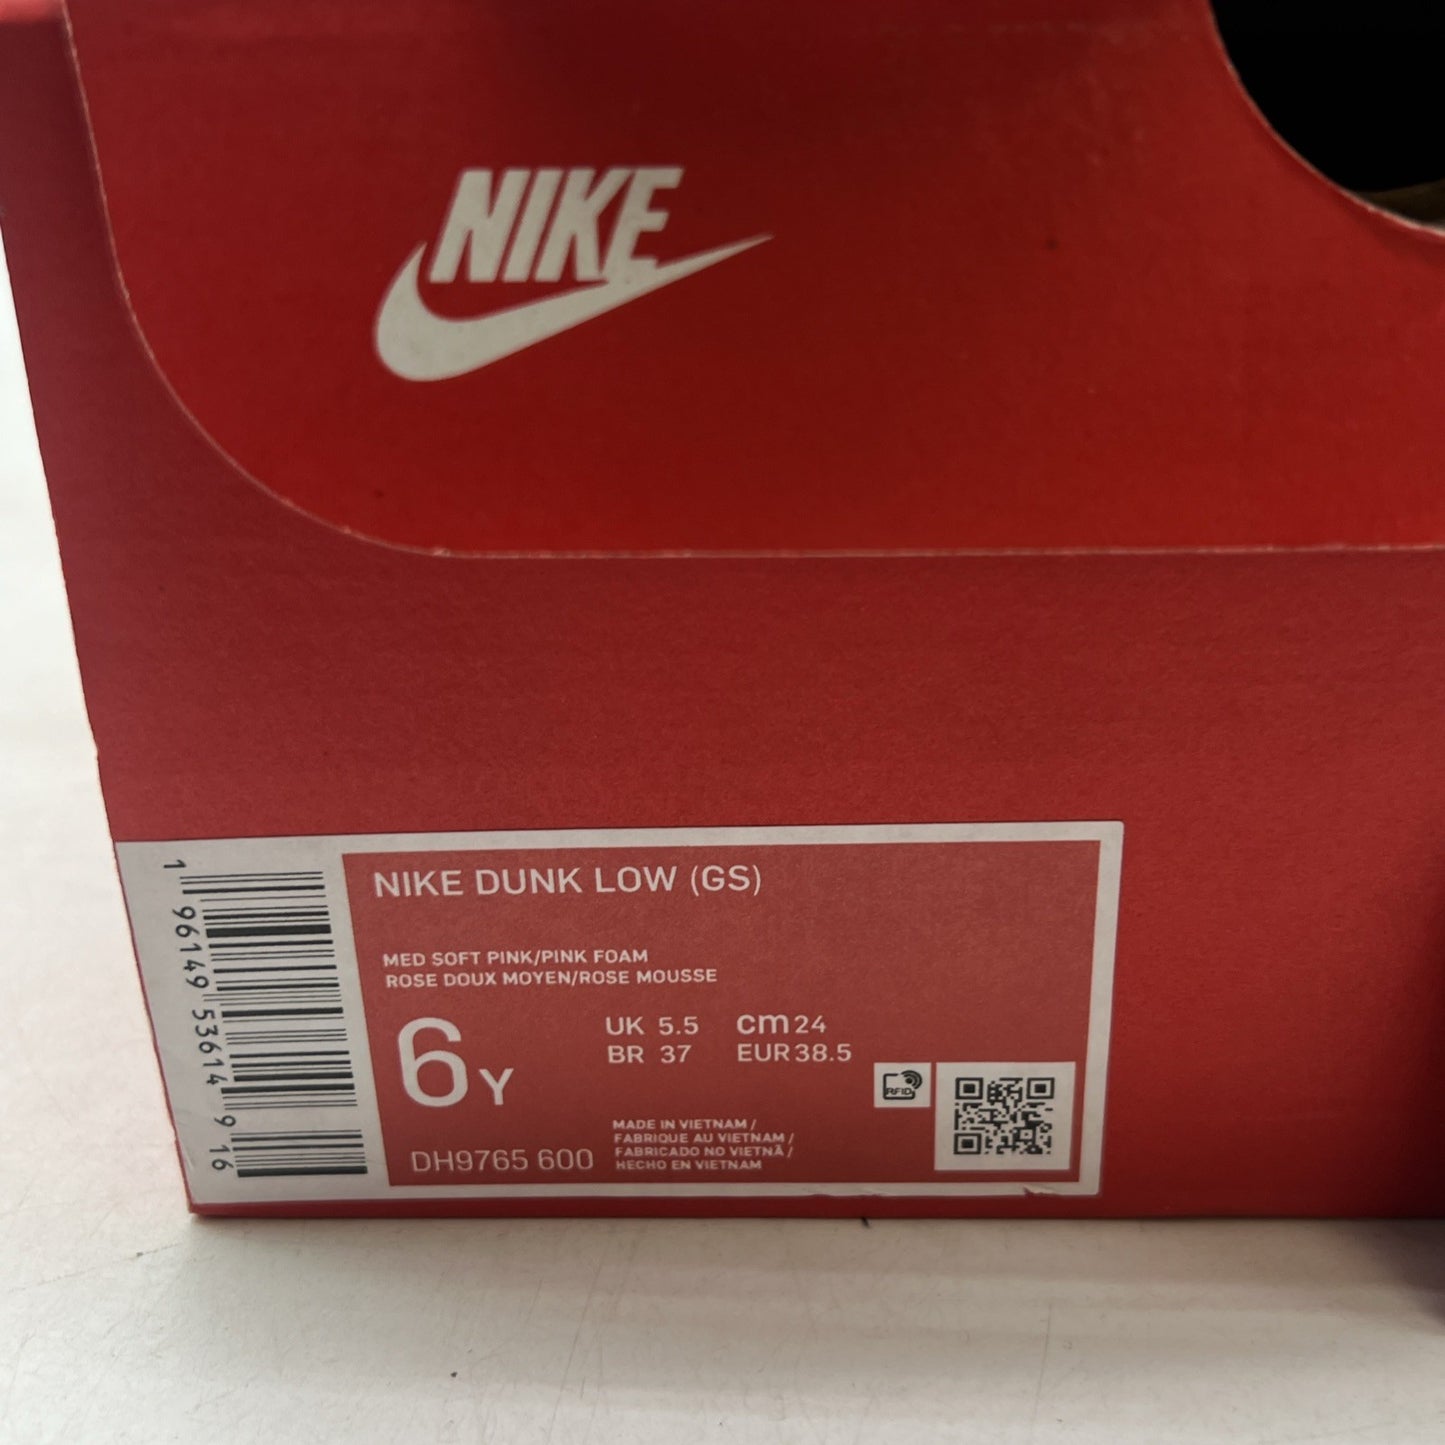 NIKE
NIKE DUNK LOW (GS)
MED SOFT PINK/PINK FOAM
ROSE DOUX MOYEN/ROSE MOUSSE
6 Y
UK 5.5 cm 24
BR 37 EUR 38.5
DH9765 600
MADE IN VIETNAM /
FABRIQUE AU VIETNAM /
FABRICADO NO VIETNÃ /
HECHO EN VIETNAM
RFID
1 96149 53614 9 16